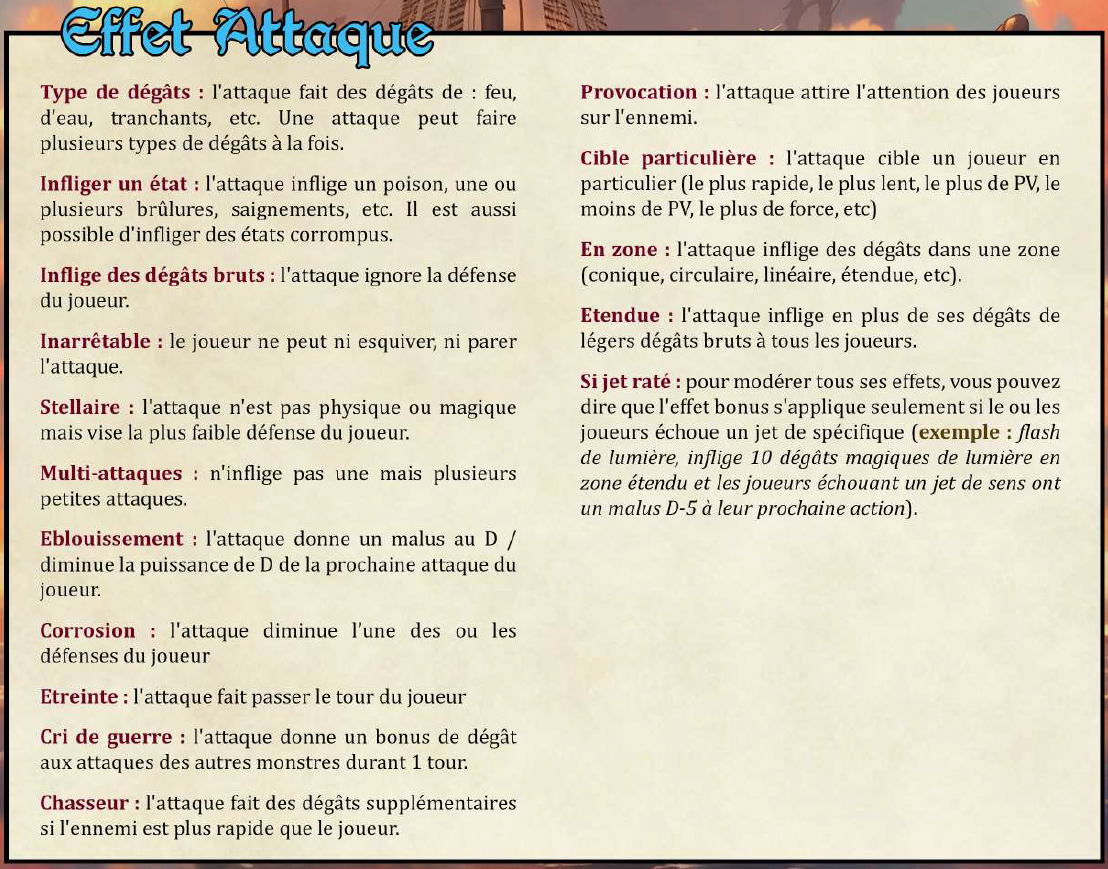 Effet Attaque
Type de dégâts : l'attaque fait des dégâts de : feu,
d'eau, tranchants, etc. Une attaque peut faire
plusieurs types de dégâts à la fois.
Infliger un état : l'attaque inflige un poison, une ou
plusieurs brûlures, saignements, etc. Il est aussi
possible d'infliger des états corrompus.
Inflige des dégâts bruts : l'attaque ignore la défense
du joueur.
Inarrêtable : le joueur ne peut ni esquiver, ni parer
l'attaque.
Stellaire : l'attaque n'est pas physique ou magique
mais vise la plus faible défense du joueur.
Multi-attaques : n'inflige pas une mais plusieurs
petites attaques.
Eblouissement : l'attaque donne un malus au D /
diminue la puissance de D de la prochaine attaque du
joueur.
Corrosion : l'attaque diminue l'une des ou les
défenses du joueur
Etreinte : l'attaque fait passer le tour du joueur
Cri de guerre : l'attaque donne un bonus de dégât
aux attaques des autres monstres durant 1 tour.
Chasseur : l'attaque fait des dégâts supplémentaires
si l'ennemi est plus rapide que le joueur.
Provocation : l'attaque attire l'attention des joueurs
sur l'ennemi.
Cible particulière : l'attaque cible un joueur en
particulier (le plus rapide, le plus lent, le plus de PV, le
moins de PV, le plus de force, etc)
En zone : l'attaque inflige des dégâts dans une zone
(conique, circulaire, linéaire, étendue, etc).
Etendue : l'attaque inflige en plus de ses dégâts de
légers dégâts bruts à tous les joueurs.
Si jet raté : pour modérer tous ses effets, vous pouvez
dire que l'effet bonus s'applique seulement si le ou les
joueurs échoue un jet de spécifique (exemple : flash
de lumière, inflige 10 dégâts magiques de lumière en
zone étendu et les joueurs échouant un jet de sens ont
un malus D-5 à leur prochaine action).